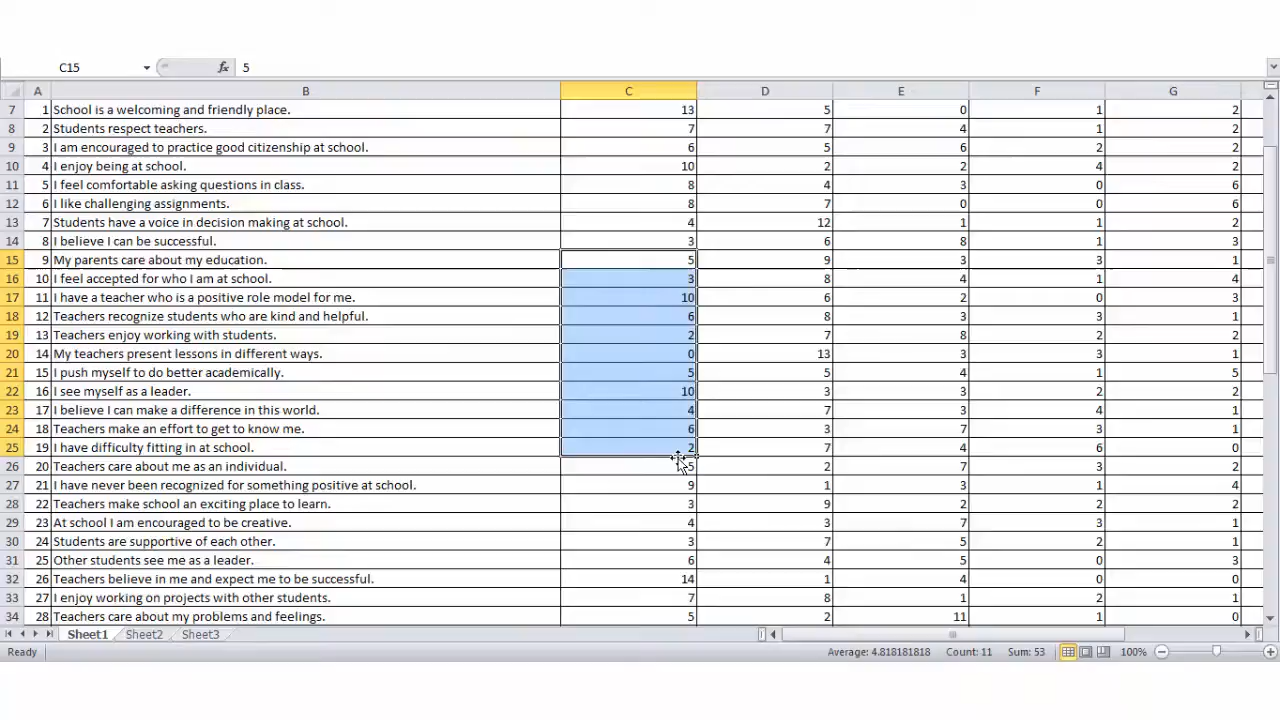 C15 fx 5
A B C D E F G
7 1 School is a welcoming and friendly place. 13 5 0 1 2
8 2 Students respect teachers. 7 7 4 1 2
9 3 I am encouraged to practice good citizenship at school. 6 5 6 2 2
10 4 I enjoy being at school. 10 2 2 4 2
11 5 I feel comfortable asking questions in class. 8 4 3 0 6
12 6 I like challenging assignments. 8 7 0 0 6
13 7 Students have a voice in decision making at school. 4 12 1 1 2
14 8 I believe I can be successful. 3 6 8 1 3
15 9 My parents care about my education. 5 9 3 3 1
16 10 I feel accepted for who I am at school. 3 8 4 1 4
17 11 I have a teacher who is a positive role model for me. 10 6 2 0 3
18 12 Teachers recognize students who are kind and helpful. 6 8 3 3 1
19 13 Teachers enjoy working with students. 2 7 8 2 2
20 14 My teachers present lessons in different ways. 0 13 3 3 1
21 15 I push myself to do better academically. 5 5 4 1 5
22 16 I see myself as a leader. 10 3 3 2 2
23 17 I believe I can make a difference in this world. 4 7 3 4 1
24 18 Teachers make an effort to get to know me. 6 3 7 3 1
25 19 I have difficulty fitting in at school. 2 7 4 6 0
26 20 Teachers care about me as an individual. 5 2 7 3 2
27 21 I have never been recognized for something positive at school. 9 1 3 1 4
28 22 Teachers make school an exciting place to learn. 3 9 2 2 2
29 23 At school I am encouraged to be creative. 4 3 7 3 1
30 24 Students are supportive of each other. 3 7 5 2 1
31 25 Other students see me as a leader. 6 4 5 0 3
32 26 Teachers believe in me and expect me to be successful. 14 1 4 0 0
33 27 I enjoy working on projects with other students. 7 8 1 2 1
34 28 Teachers care about my problems and feelings. 5 2 11 1 0
Sheet1 Sheet2 Sheet3
Ready Average: 4.818181818 Count: 11 Sum: 53 100%